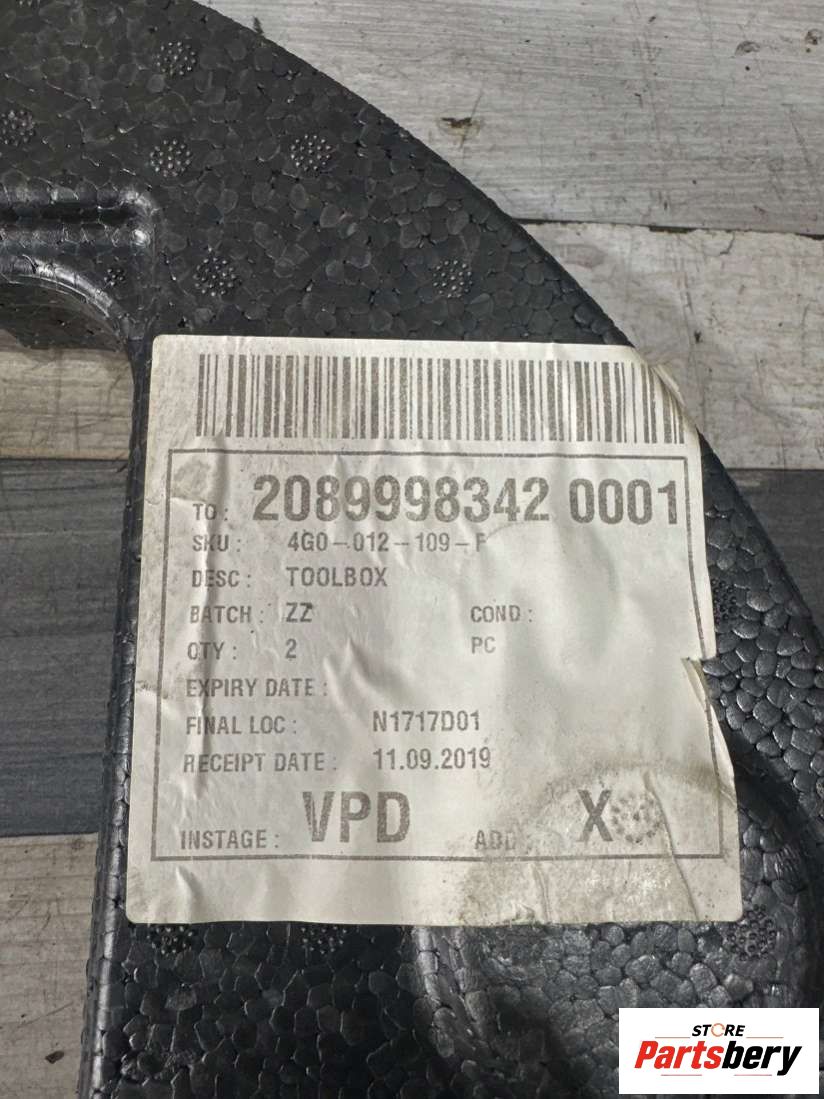 TO: 2089998342 0001
SKU: 4G0-012-109-F
DESC: TOOLBOX
BATCH: ZZ COND:
QTY: 2 PC
EXPIRY DATE:
FINAL LOC: N1717D01
RECEIPT DATE: 11.09.2019
INSTAGE: VPD X
STORE
Partsbery